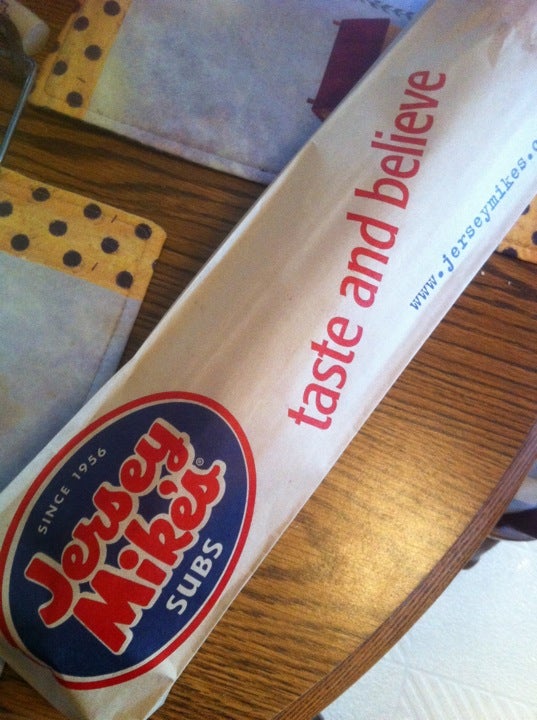 SINCE 1956
Jersey
Mike's®
SUBS
taste and believe
www.jerseymikes.c